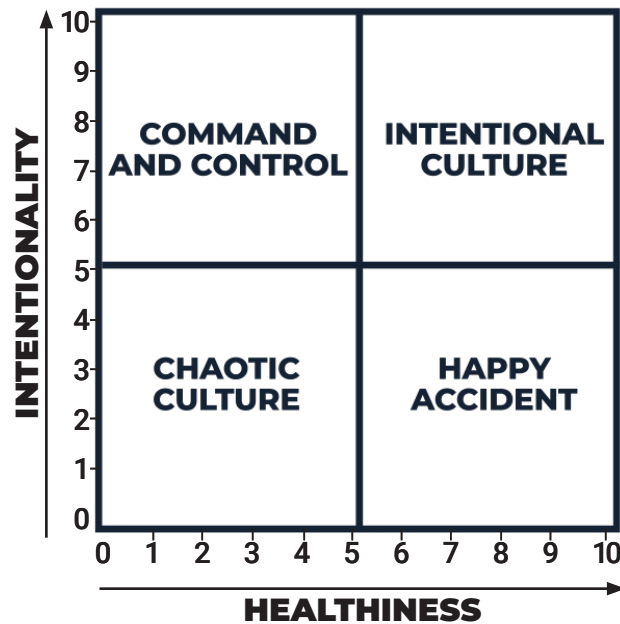 INTENTIONALITY
10
9
8
7
6
5
4
3
2
1
0
COMMAND
AND CONTROL
INTENTIONAL
CULTURE
CHAOTIC
CULTURE
HAPPY
ACCIDENT
0 1 2 3 4 5 6 7 8 9 10
HEALTHINESS